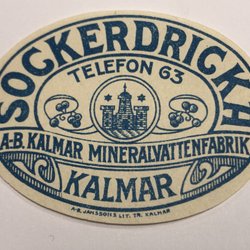 SOCKERDRICKA
TELEFON 63
A-B. KALMAR MINERALVATTENFABRIK
KALMAR
A-B. JANSSONS LIT. TR. KALMAR